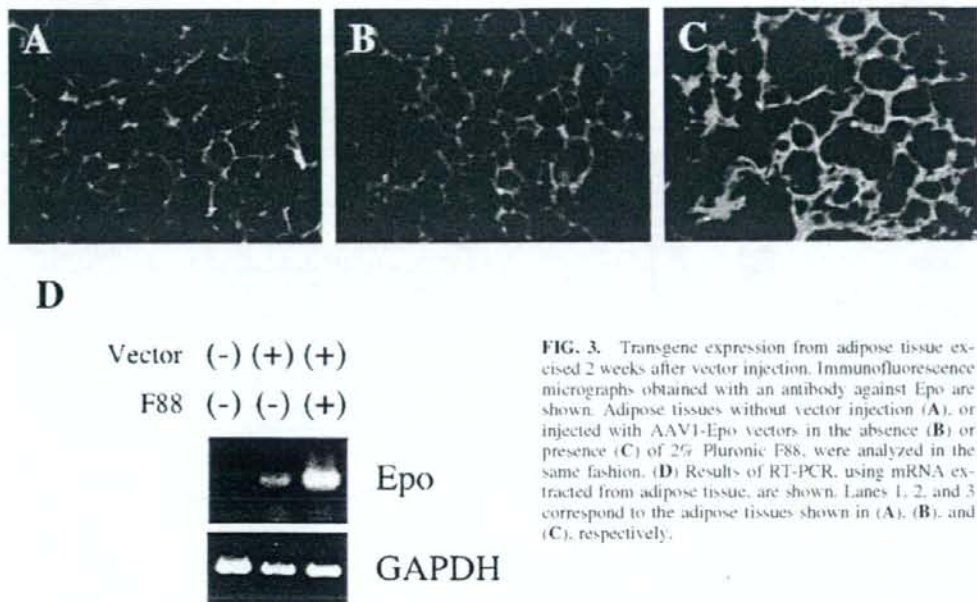 A
B
C
D
Vector (-) (+) (+)
F88 (-) (-) (+)
Epo
GAPDH
FIG. 3. Transgene expression from adipose tissue ex-
cised 2 weeks after vector injection. Immunofluorescence
micrographs obtained with an antibody against Epo are
shown. Adipose tissues without vector injection (A), or
injected with AAV1-Epo vectors in the absence (B) or
presence (C) of 2% Pluronic F88, were analyzed in the
same fashion. (D) Results of RT-PCR, using mRNA ex-
tracted from adipose tissue, are shown. Lanes 1, 2, and 3
correspond to the adipose tissues shown in (A), (B), and
(C), respectively.